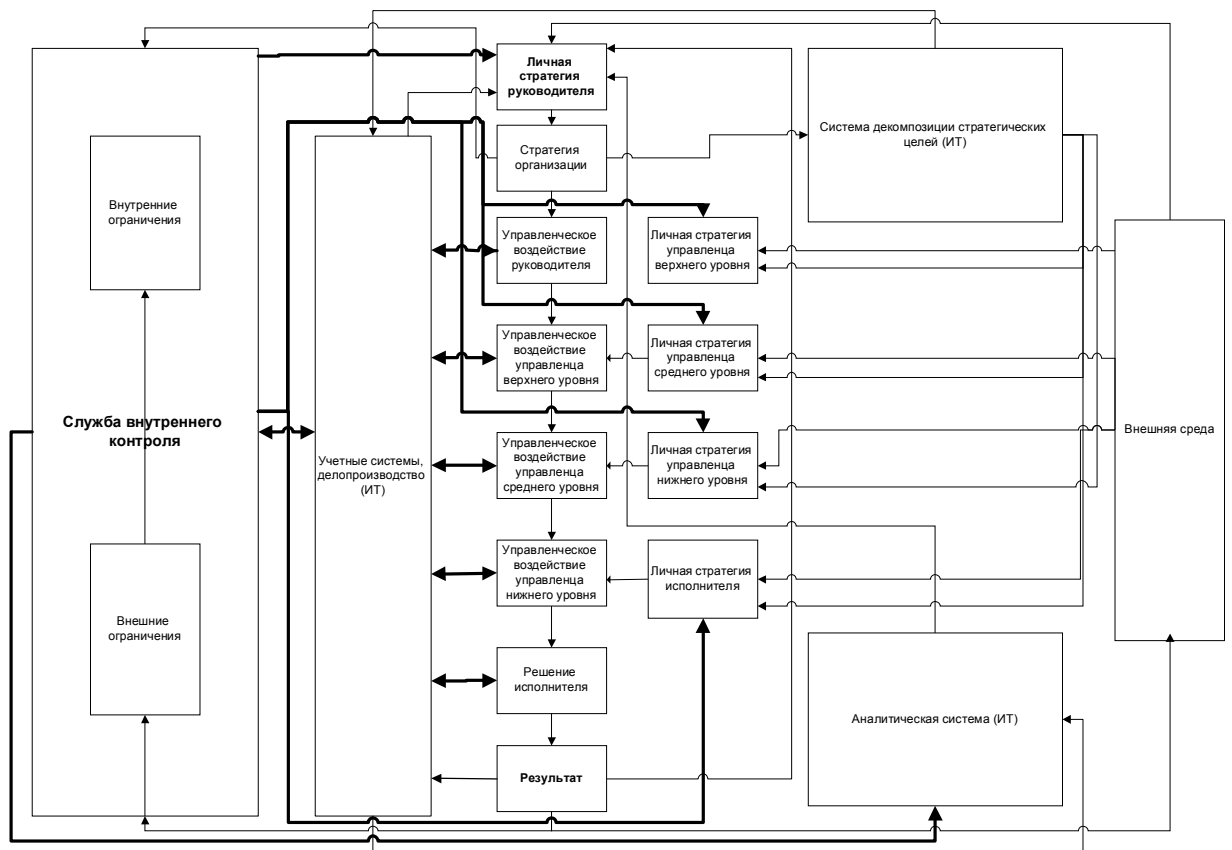 Личная
стратегия
руководителя
Система декомпозиции стратегических
целей (ИТ)
Стратегия
организации
Внутренние
ограничения
Управленческое
воздействие
руководителя
Личная стратегия
управленца
верхнего уровня
Управленческое
воздействие
управленца
верхнего уровня
Личная стратегия
управленца
среднего уровня
Служба внутреннего
контроля
Внешняя среда
Учетные системы,
делопроизводство
(ИТ)
Управленческое
воздействие
управленца
среднего уровня
Личная стратегия
управленца
нижнего уровня
Управленческое
воздействие
управленца
нижнего уровня
Личная стратегия
исполнителя
Внешние
ограничения
Решение
исполнителя
Аналитическая система (ИТ)
Результат